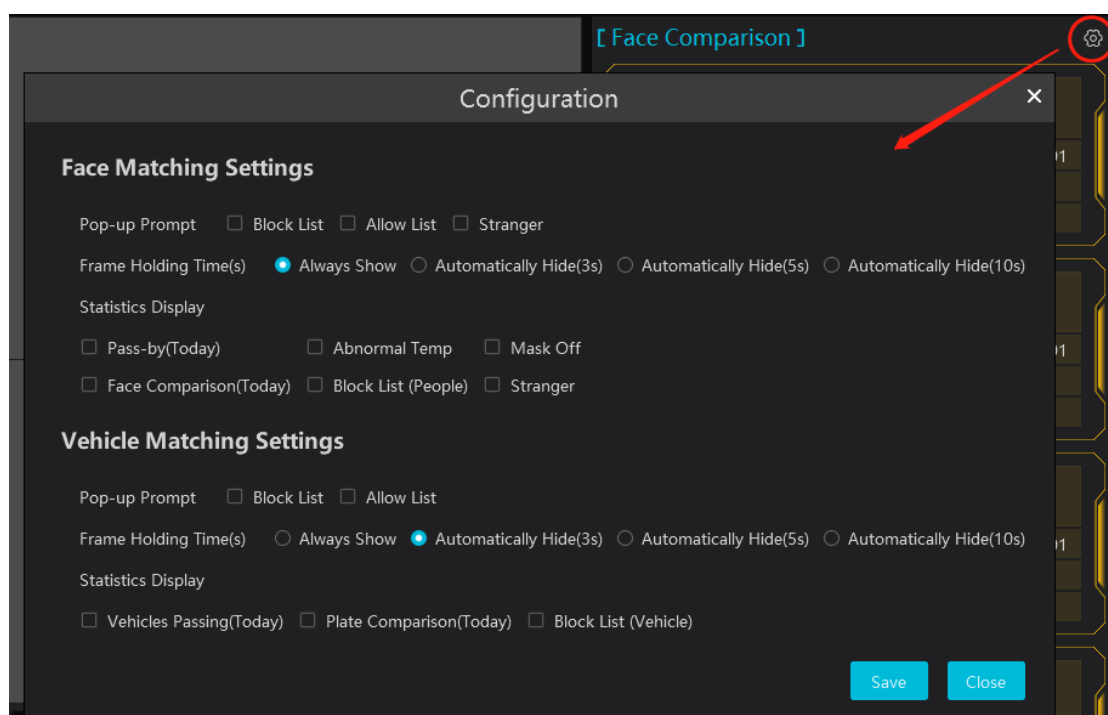 [ Face Comparison ]
Configuration
Face Matching Settings
Pop-up Prompt Block List Allow List Stranger
Frame Holding Time(s) Always Show Automatically Hide(3s) Automatically Hide(5s) Automatically Hide(10s)
Statistics Display
Pass-by(Today) Abnormal Temp Mask Off
Face Comparison(Today) Block List (People) Stranger
Vehicle Matching Settings
Pop-up Prompt Block List Allow List
Frame Holding Time(s) Always Show Automatically Hide(3s) Automatically Hide(5s) Automatically Hide(10s)
Statistics Display
Vehicles Passing(Today) Plate Comparison(Today) Block List (Vehicle)
Save Close